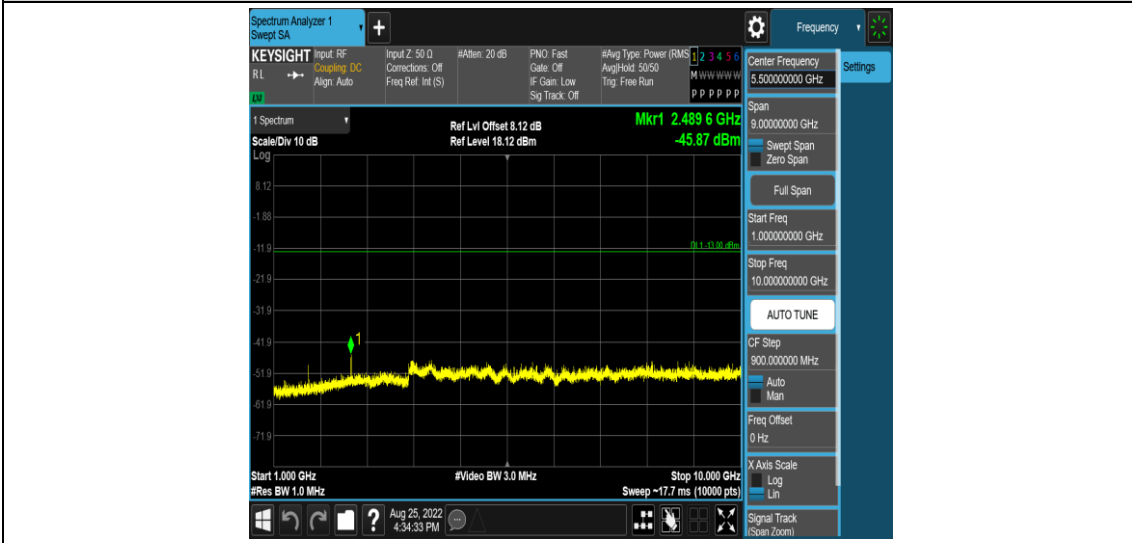 Spectrum Analyzer 1
Swept SA
+
Frequency
KEYSIGHT
RL
LXI
Input: RF
Coupling: DC
Align: Auto
Input Z: 50 Ω
Corrections: Off
Freq Ref: Int (S)
#Atten: 20 dB
PNO: Fast
Gate: Off
IF Gain: Low
Sig Track: Off
#Avg Type: Power (RMS
Avg|Hold: 50/50
Trig: Free Run
1 2 3 4 5 6
M W W W W W
P P P P P P
1 Spectrum
Scale/Div 10 dB
Ref Lvl Offset 8.12 dB
Ref Level 18.12 dBm
Mkr1 2.489 6 GHz
-45.87 dBm
Log
8.12
-1.88
-11.9
DL1 -13.00 dBm
-21.9
-31.9
-41.9
1
-51.9
-61.9
-71.9
Start 1.000 GHz
#Video BW 3.0 MHz
Stop 10.000 GHz
#Res BW 1.0 MHz
Sweep ~17.7 ms (10000 pts)
Aug 25, 2022
4:34:33 PM
Center Frequency
5.500000000 GHz
Settings
Span
9.00000000 GHz
Swept Span
Zero Span
Full Span
Start Freq
1.000000000 GHz
Stop Freq
10.000000000 GHz
AUTO TUNE
CF Step
900.000000 MHz
Auto
Man
Freq Offset
0 Hz
X Axis Scale
Log
Lin
Signal Track
(Span Zoom)